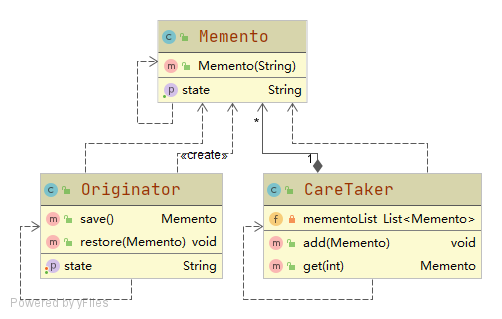 C Memento
m Memento(String)
p state String
*
«create»
1
C Originator
m save() Memento
m restore(Memento) void
p state String
C CareTaker
f mementoList List<Memento>
m add(Memento) void
m get(int) Memento
Powered by yFiles